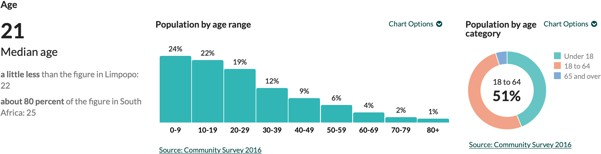 Age
21
Median age
a little less than the figure in Limpopo:
22
about 80 percent of the figure in South
Africa: 25
Population by age range
Chart Options
24%
22%
19%
12%
9%
6%
4%
2%
1%
0-9
10-19
20-29
30-39
40-49
50-59
60-69
70-79
80+
Source: Community Survey 2016
Population by age
category
Chart Options
Under 18
18 to 64
65 and over
18 to 64
51%
Source: Community Survey 2016